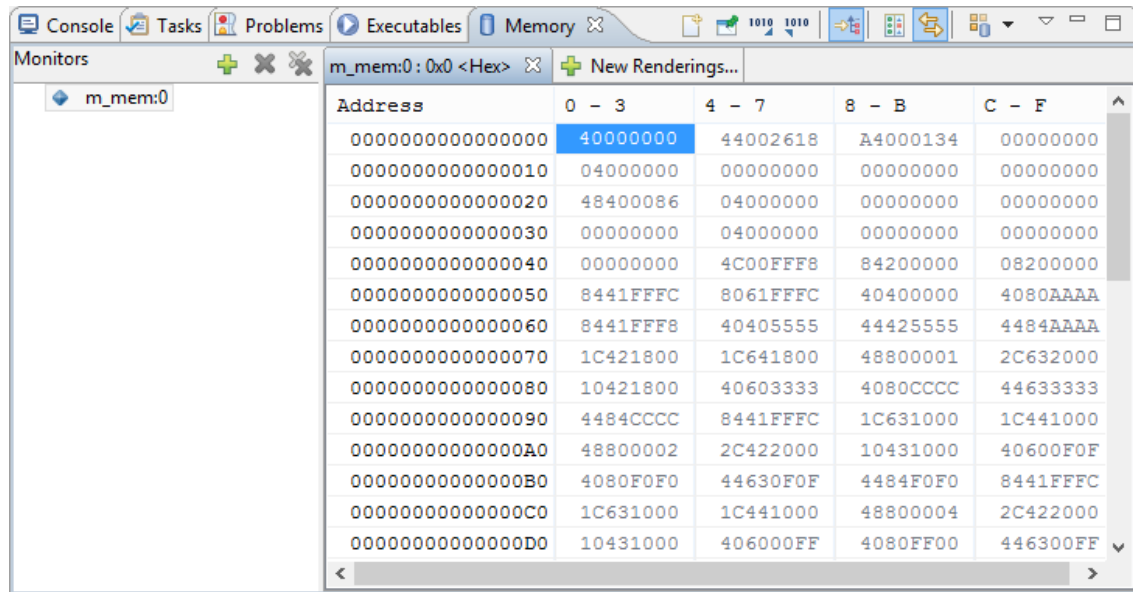 Console Tasks Problems Executables Memory 1010 1010
Monitors m_mem:0 : 0x0 <Hex> New Renderings...
m_mem:0
Address 0 - 3 4 - 7 8 - B C - F
0000000000000000 40000000 44002618 A4000134 00000000
0000000000000010 04000000 00000000 00000000 00000000
0000000000000020 48400086 04000000 00000000 00000000
0000000000000030 00000000 04000000 00000000 00000000
0000000000000040 00000000 4C00FFF8 84200000 08200000
0000000000000050 8441FFFC 8061FFFC 40400000 4080AAAA
0000000000000060 8441FFF8 40405555 44425555 4484AAAA
0000000000000070 1C421800 1C641800 48800001 2C632000
0000000000000080 10421800 40603333 4080CCCC 44633333
0000000000000090 4484CCCC 8441FFFC 1C631000 1C441000
00000000000000A0 48800002 2C422000 10431000 40600F0F
00000000000000B0 4080F0F0 44630F0F 4484F0F0 8441FFFC
00000000000000C0 1C631000 1C441000 48800004 2C422000
00000000000000D0 10431000 406000FF 4080FF00 446300FF